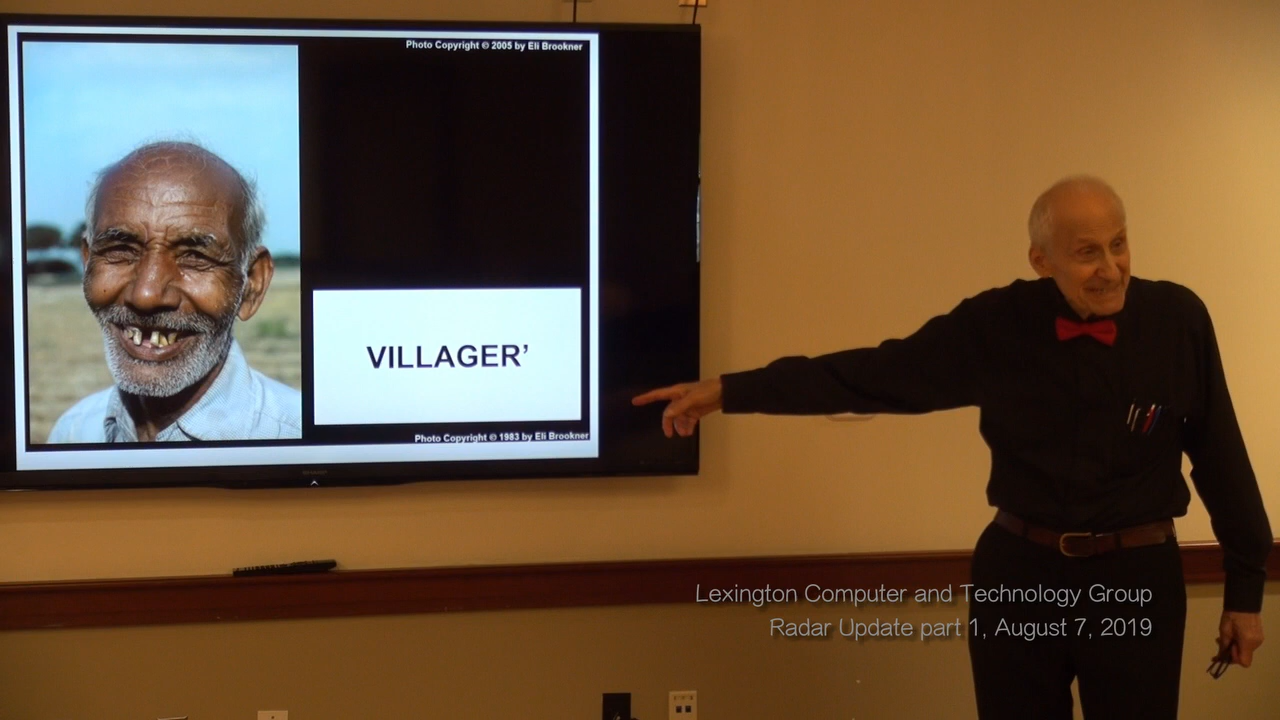 Photo Copyright © 2005 by Eli Brookner
VILLAGER’
Photo Copyright © 1983 by Eli Brookner
Lexington Computer and Technology Group
Radar Update part 1, August 7, 2019